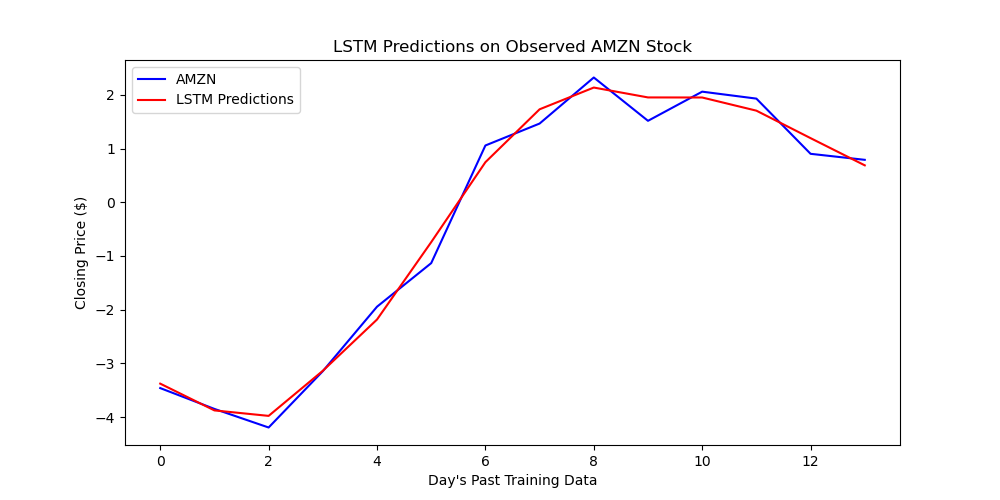 LSTM Predictions on Observed AMZN Stock
AMZN
LSTM Predictions
Closing Price ($)
2
1
0
−1
−2
−3
−4
0 2 4 6 8 10 12
Day's Past Training Data